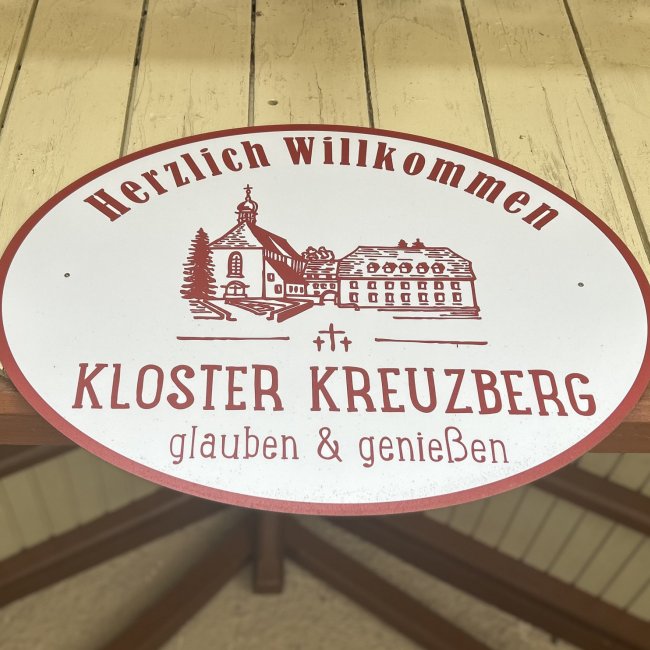 Herzlich Willkommen
KLOSTER KREUZBERG
glauben & genießen